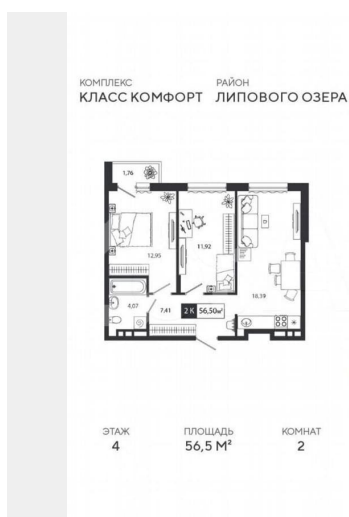 КОМПЛЕКС РАЙОН
КЛАСС КОМФОРТ ЛИПОВОГО ОЗЕРА
1,76
12,95
11,92
18,39
4,07
7,41
2 К 56,50м²
ЭТАЖ ПЛОЩАДЬ КОМНАТ
4 56,5 М² 2